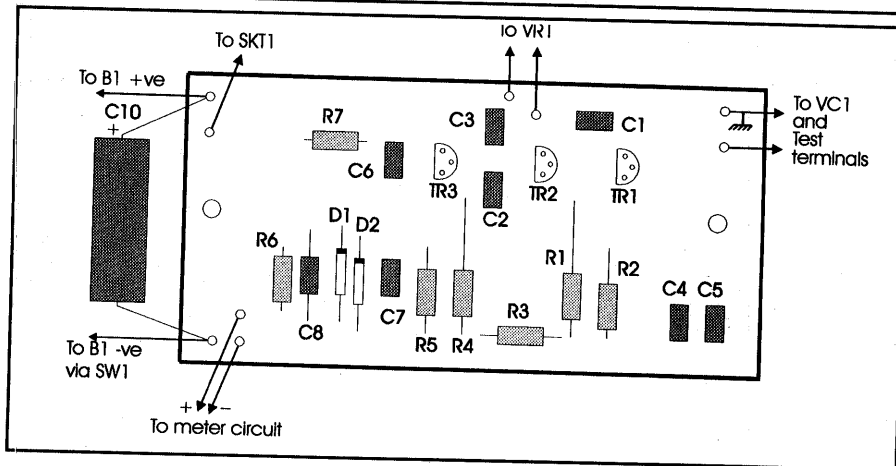 To VR1
To SKT1
To B1 +ve
C10
+
R7
C3
C1
To VC1
and
Test
terminals
C6
TR3
TR2
TR1
C2
D1
D2
R6
R1
R2
C4 C5
C8
C7
R3
R5 R4
To B1 -ve
via SW1
+ −
To meter circuit